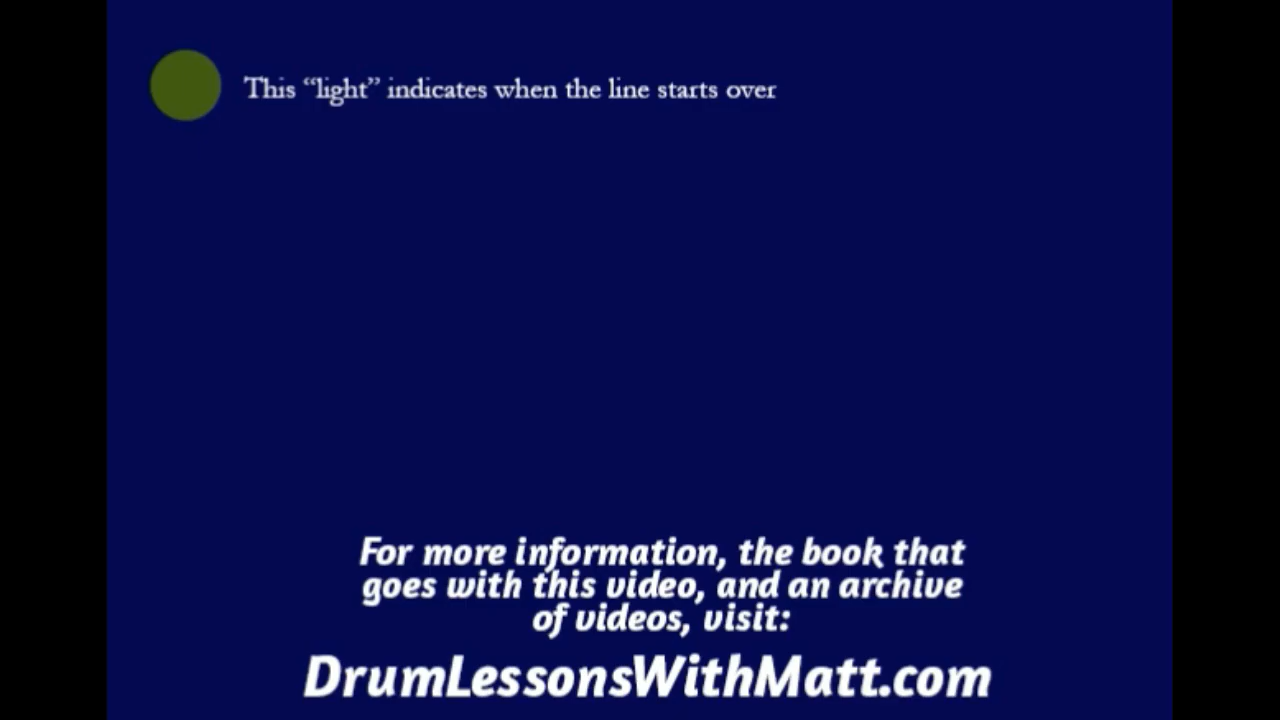 This “light” indicates when the line starts over
For more information, the book that
goes with this video, and an archive
of videos, visit:
DrumLessonsWithMatt.com